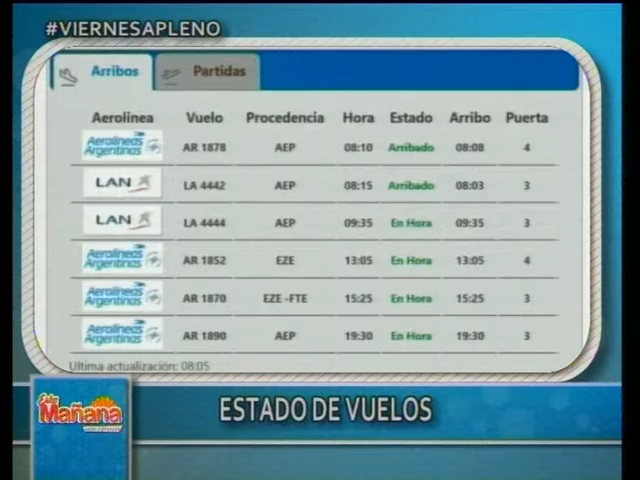 #VIERNESAPLENO
Arribos Partidas
Aerolinea Vuelo Procedencia Hora Estado Arribo Puerta
Aerolineas Argentinas AR 1878 AEP 08:10 Arribado 08:08 4
LAN LA 4442 AEP 08:15 Arribado 08:03 3
LAN LA 4444 AEP 09:35 En Hora 09:35 3
Aerolineas Argentinas AR 1852 EZE 13:05 En Hora 13:05 4
Aerolineas Argentinas AR 1870 EZE -FTE 15:25 En Hora 15:25 3
Aerolineas Argentinas AR 1890 AEP 19:30 En Hora 19:30 3
Ultima actualización: 08:05
Mañana
ESTADO DE VUELOS